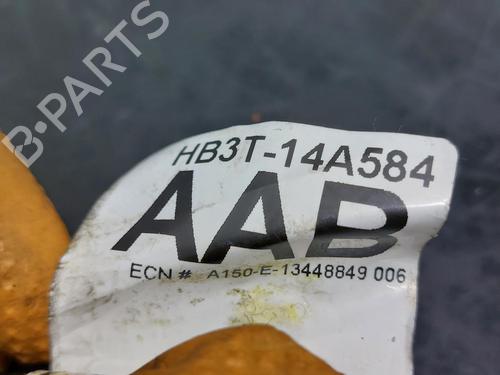 B-PARTS
HB3T-14A584
AAB
ECN # A150-E-13448849 006